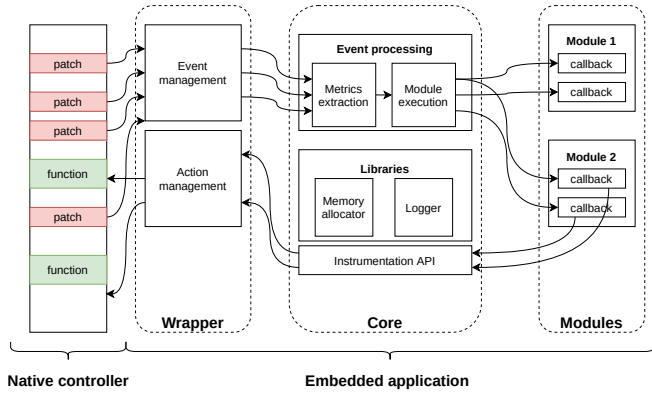 patch
patch
patch
function
patch
function
Event
management
Action
management
Wrapper
Event processing
Metrics
extraction
Module
execution
Libraries
Memory
allocator
Logger
Instrumentation API
Core
Module 1
callback
callback
Module 2
callback
callback
Modules
Native controller
Embedded application